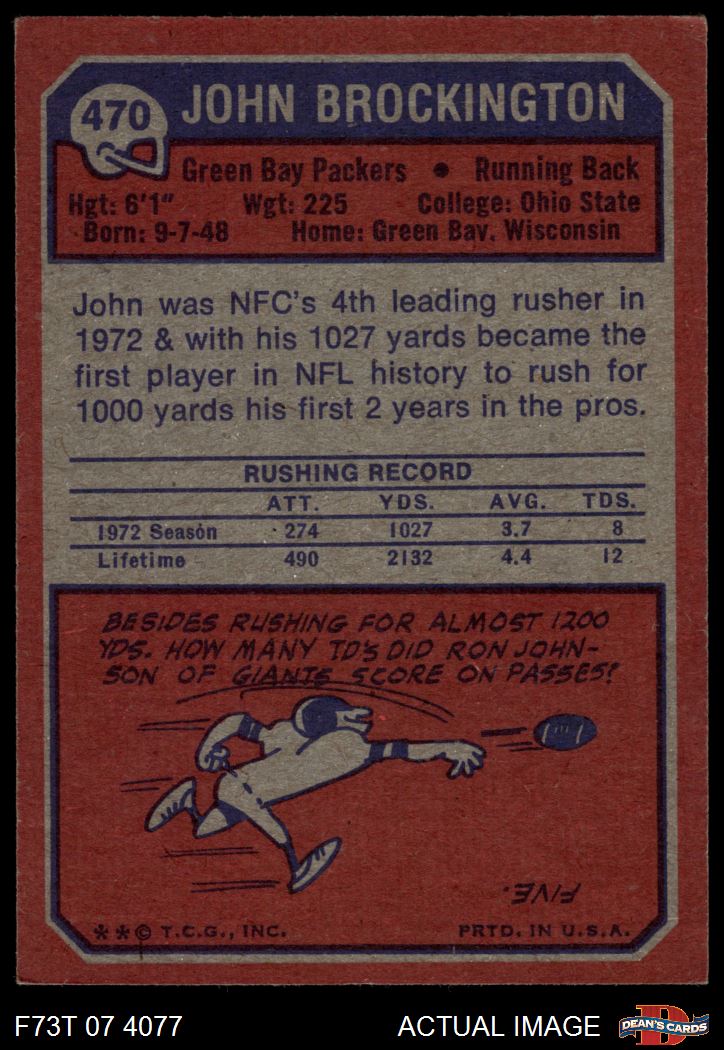 470 JOHN BROCKINGTON
Green Bay Packers • Running Back
Hgt: 6'1" Wgt: 225 College: Ohio State
Born: 9-7-48 Home: Green Bay, Wisconsin
John was NFC's 4th leading rusher in
1972 & with his 1027 yards became the
first player in NFL history to rush for
1000 yards his first 2 years in the pros.
RUSHING RECORD
ATT. YDS. AVG. TDS.
1972 Season 274 1027 3.7 8
Lifetime 490 2132 4.4 12
BESIDES RUSHING FOR ALMOST 1200
YDS. HOW MANY TD'S DID RON JOHN-
SON OF GIANTS SCORE ON PASSES?
FIVE.
**© T.C.G., INC. PRTD. IN U.S.A.
F73T 07 4077 ACTUAL IMAGE D DEAN'S CARDS